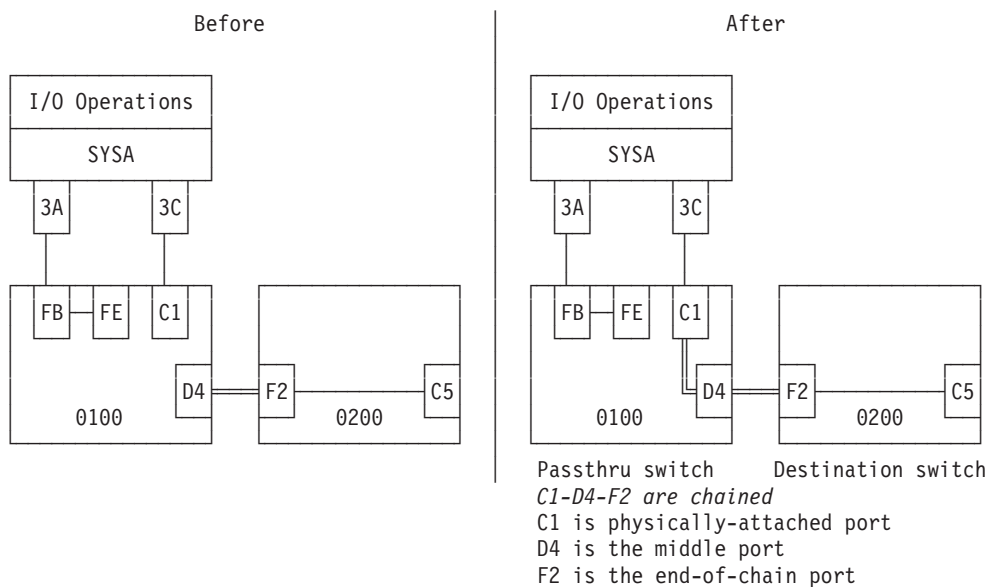 Before
After
I/O Operations
SYSA
3A
3C
FB
FE
C1
D4
F2
C5
0100
0200
I/O Operations
SYSA
3A
3C
FB
FE
C1
D4
F2
C5
0100
0200
Passthru switch
Destination switch
C1-D4-F2 are chained
C1 is physically-attached port
D4 is the middle port
F2 is the end-of-chain port